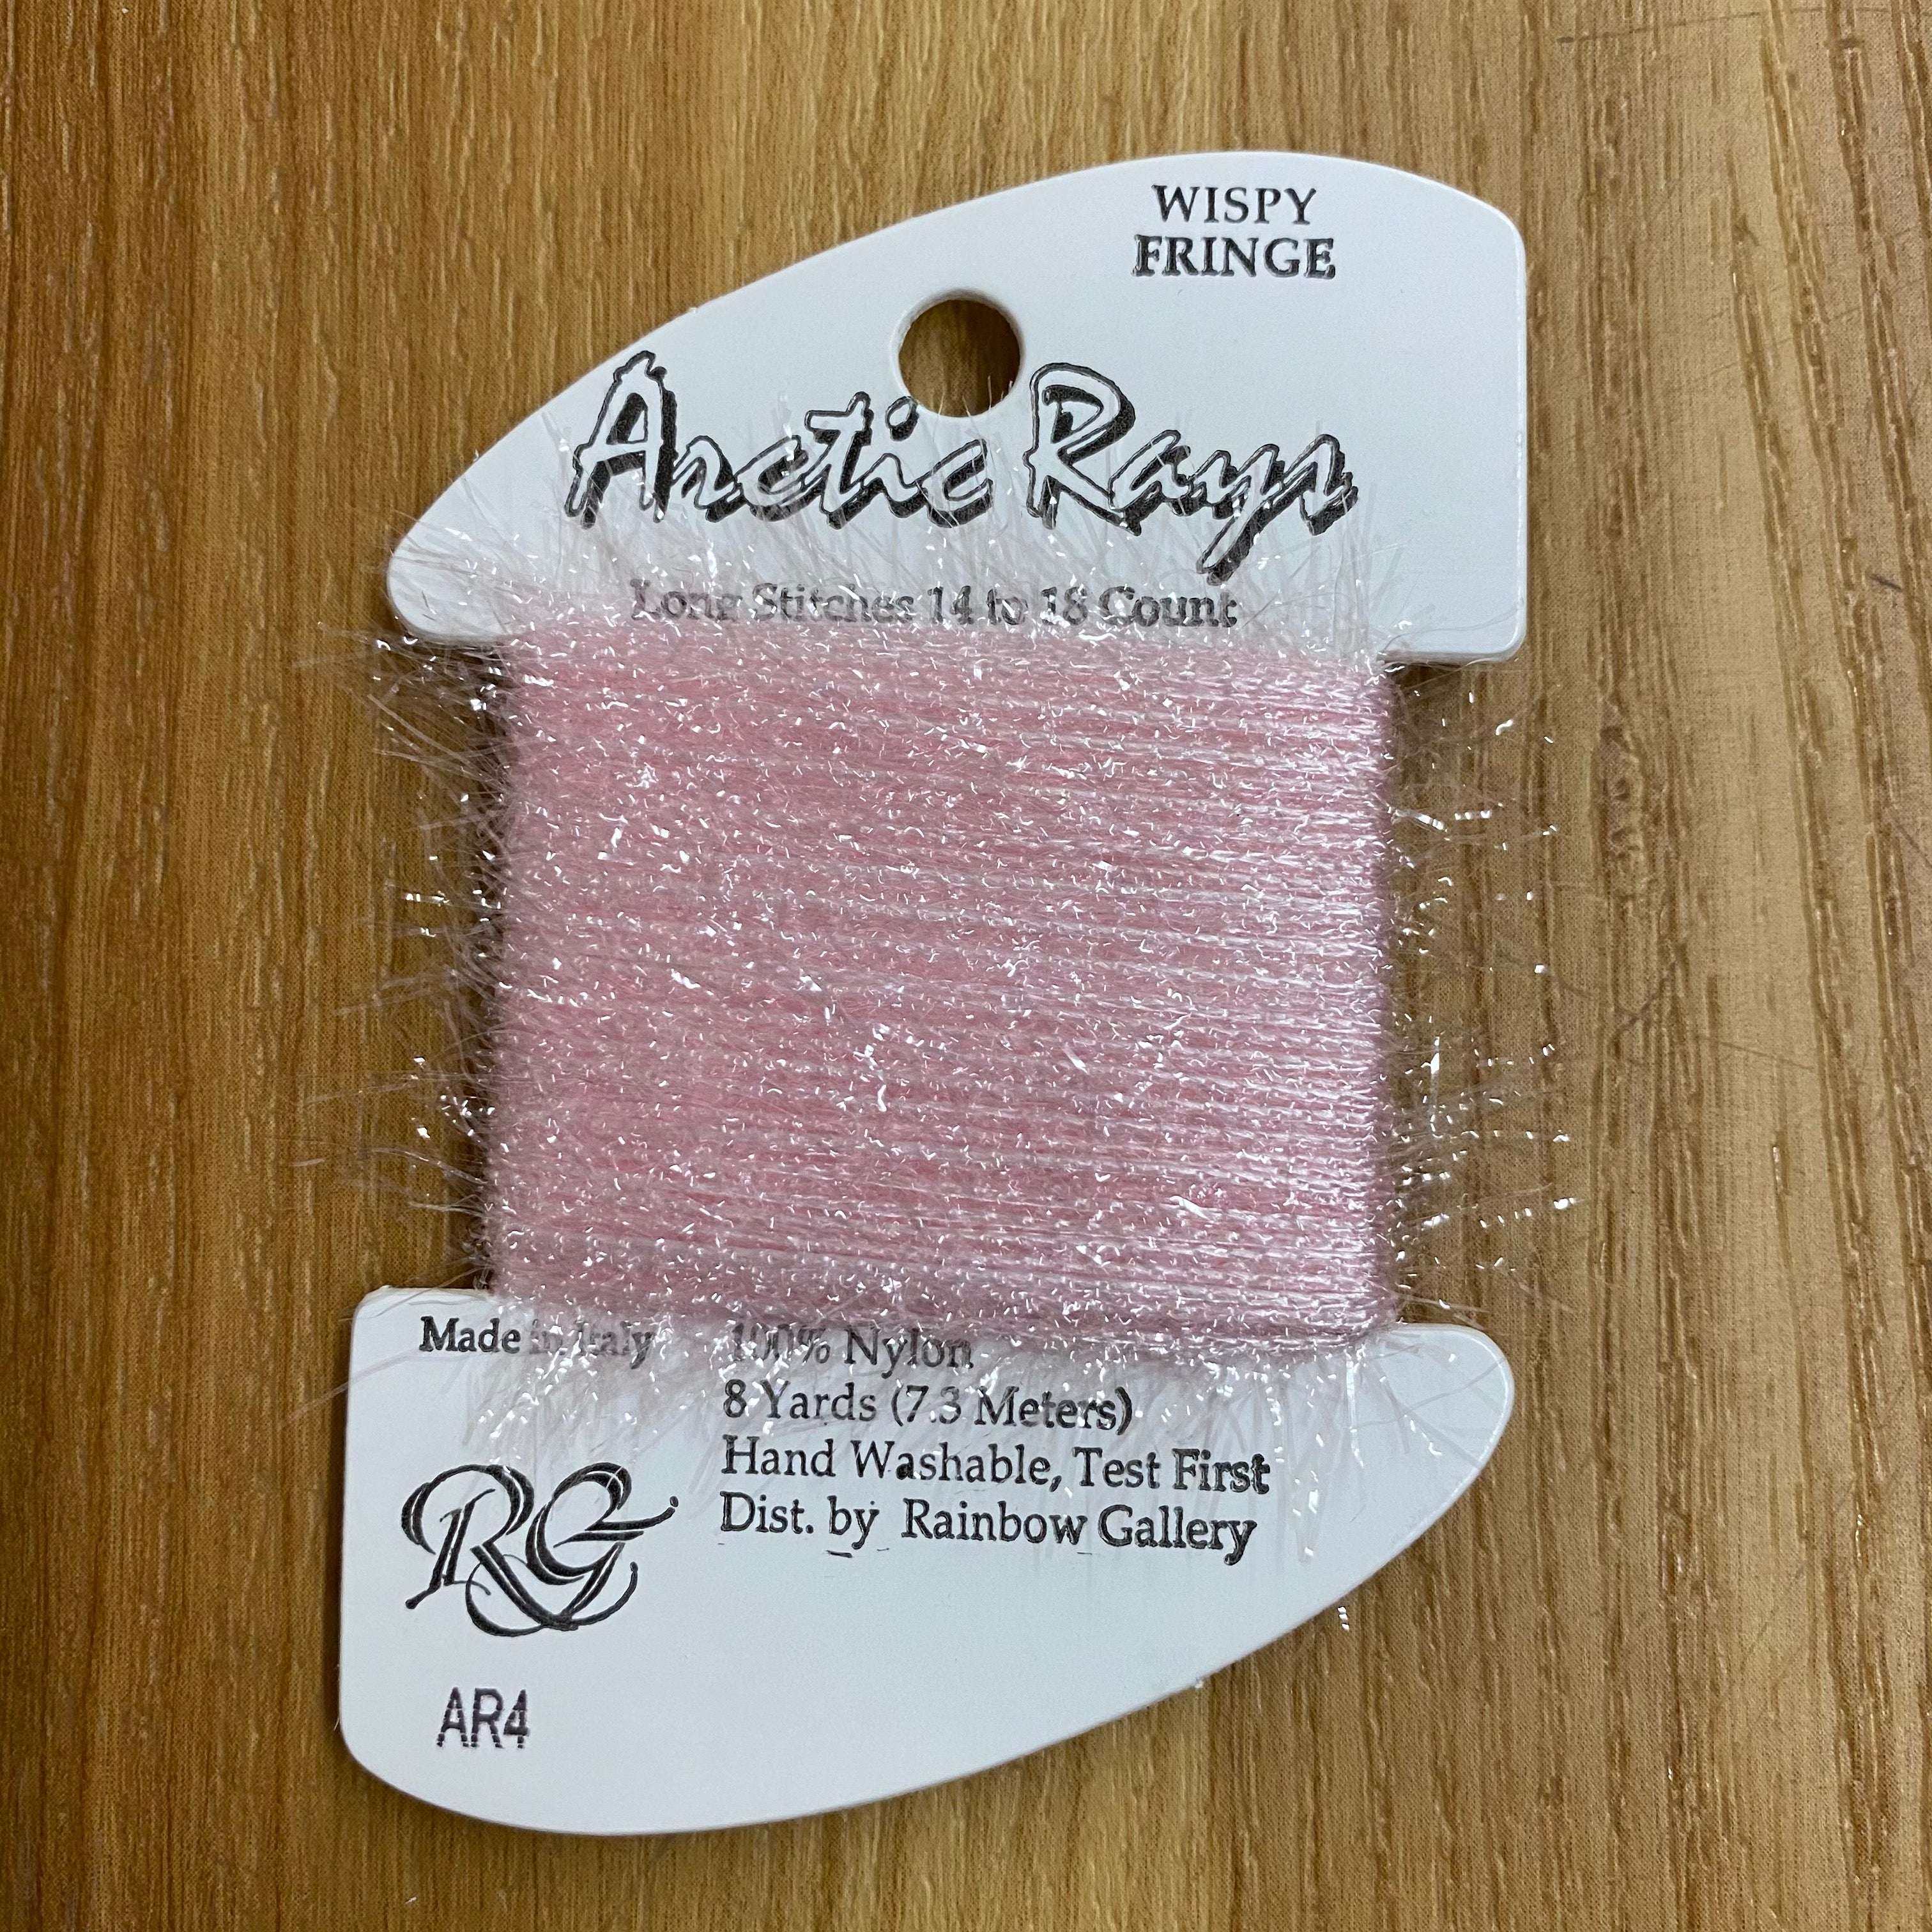 WISPY
FRINGE
Arctic Rays
Long Stitches 14 to 18 Count
Made in Italy
100% Nylon
8 Yards (7.3 Meters)
Hand Washable, Test First
Dist. by Rainbow Gallery
RG
AR4